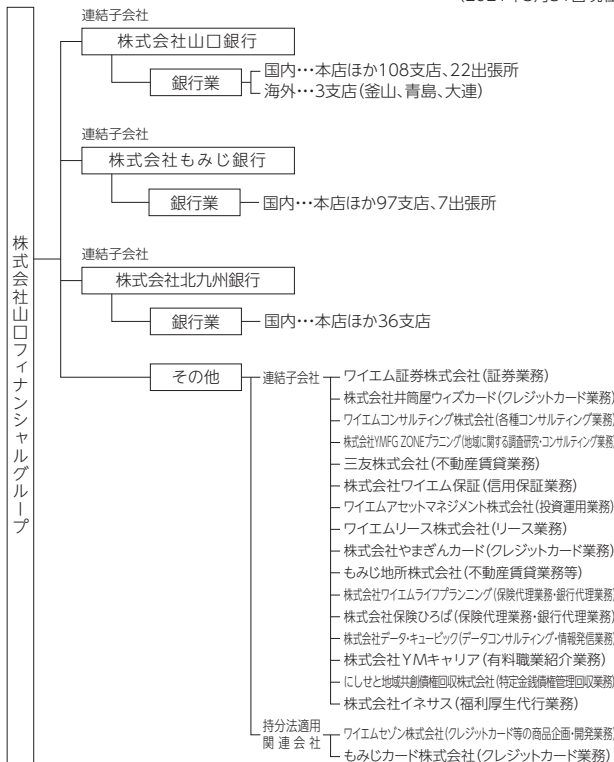 連結子会社
株式会社山口銀行
銀行業
国内･･･本店ほか108支店、22出張所
海外･･･3支店(釜山、青島、大連)
連結子会社
株式会社もみじ銀行
銀行業
国内･･･本店ほか97支店、7出張所
連結子会社
株式会社北九州銀行
銀行業
国内･･･本店ほか36支店
株式会社山口フィナンシャルグループ
その他
連結子会社
ワイエム証券株式会社(証券業務)
株式会社井筒屋ウィズカード(クレジットカード業務)
ワイエムコンサルティング株式会社(各種コンサルティング業務)
株式会社YMFG ZONEプラニング(地域に関する調査研究・コンサルティング業務)
三友株式会社(不動産賃貸業務)
株式会社ワイエム保証(信用保証業務)
ワイエムアセットマネジメント株式会社(投資運用業務)
ワイエムリース株式会社(リース業務)
株式会社やまぎんカード(クレジットカード業務)
もみじ地所株式会社(不動産賃貸業務等)
株式会社ワイエムライフプランニング(保険代理業務・銀行代理業務)
株式会社保険ひろば(保険代理業務・銀行代理業務)
株式会社データ・キュービック(データコンサルティング・情報発信業務)
株式会社YMキャリア(有料職業紹介業務)
にしせと地域共創債権回収株式会社(特定金銭債権管理回収業務)
株式会社イネサス(福利厚生代行業務)
持分法適用
関連会社
ワイエムセゾン株式会社(クレジットカード等の商品企画・開発業務)
もみじカード株式会社(クレジットカード業務)